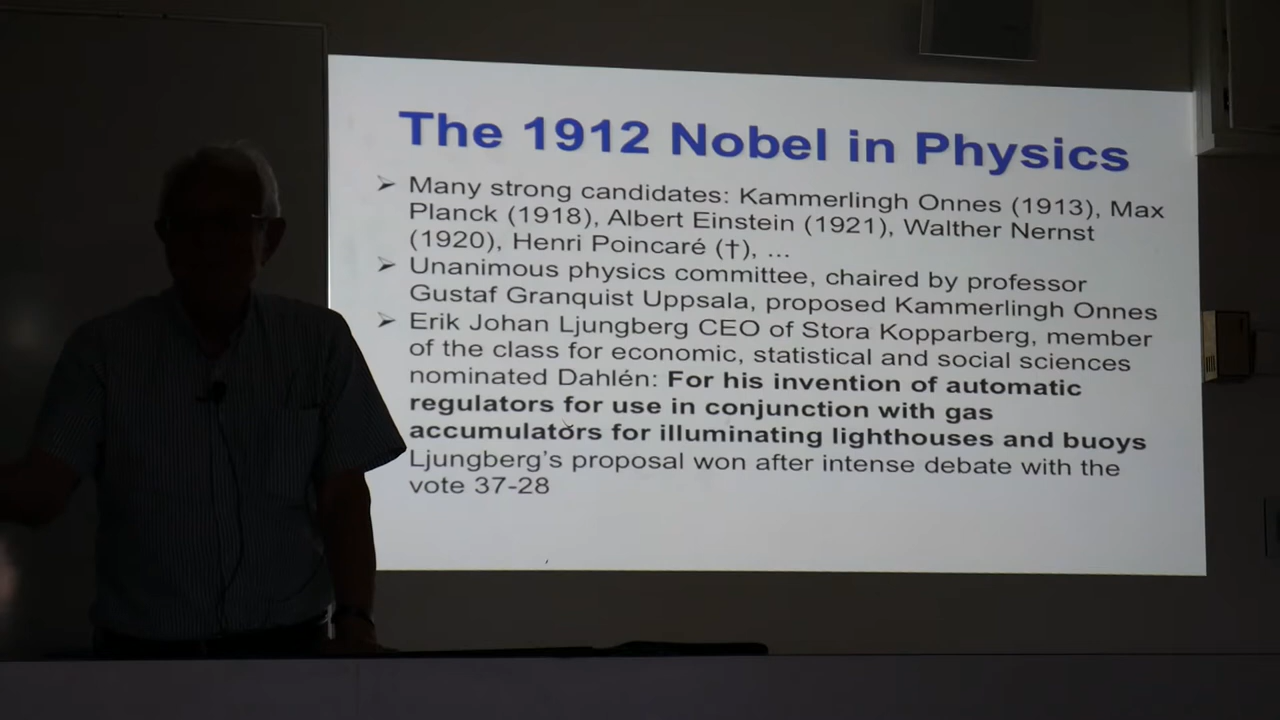 The 1912 Nobel in Physics
➢ Many strong candidates: Kammerlingh Onnes (1913), Max
Planck (1918), Albert Einstein (1921), Walther Nernst
(1920), Henri Poincaré (†), ...
➢ Unanimous physics committee, chaired by professor
Gustaf Granquist Uppsala, proposed Kammerlingh Onnes
➢ Erik Johan Ljungberg CEO of Stora Kopparberg, member
of the class for economic, statistical and social sciences
nominated Dahlén: For his invention of automatic
regulators for use in conjunction with gas
accumulators for illuminating lighthouses and buoys
Ljungberg's proposal won after intense debate with the
vote 37-28